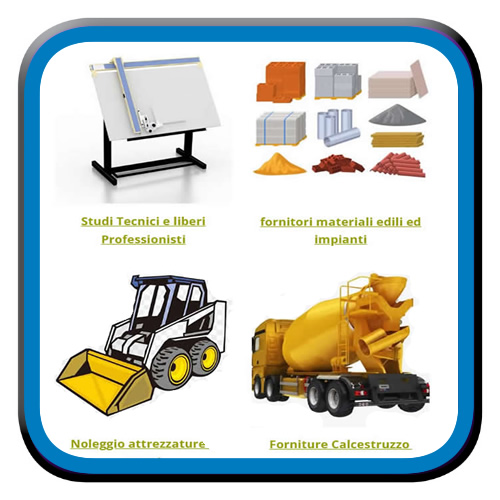 Studi Tecnici e liberi
Professionisti
fornitori materiali edili ed
impianti
Noleggio attrezzature
Forniture Calcestruzzo